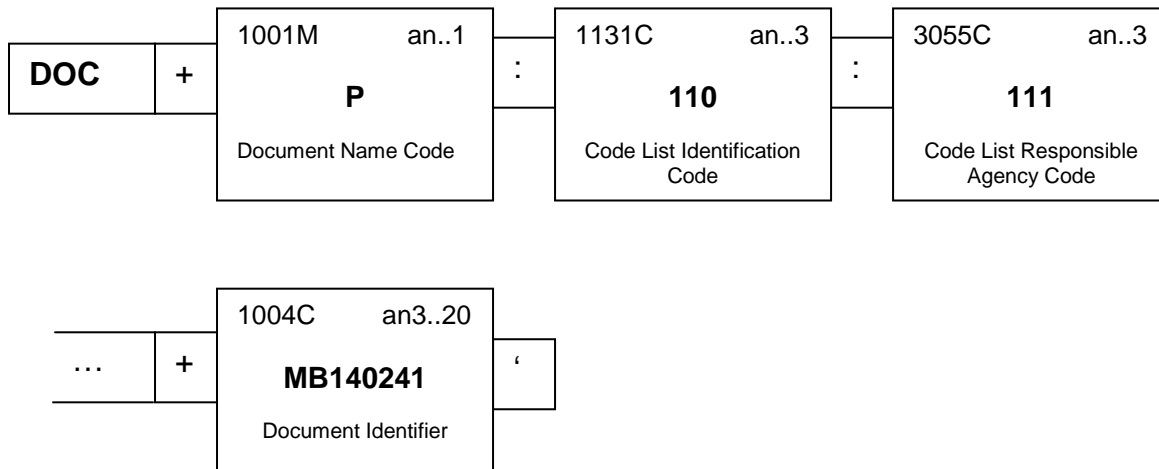 1001M an..1 1131C an..3 3055C an..3
DOC + P : 110 : 111
Document Name Code Code List Identification Code Code List Responsible Agency Code
1004C an3..20
... + MB140241 ‘
Document Identifier